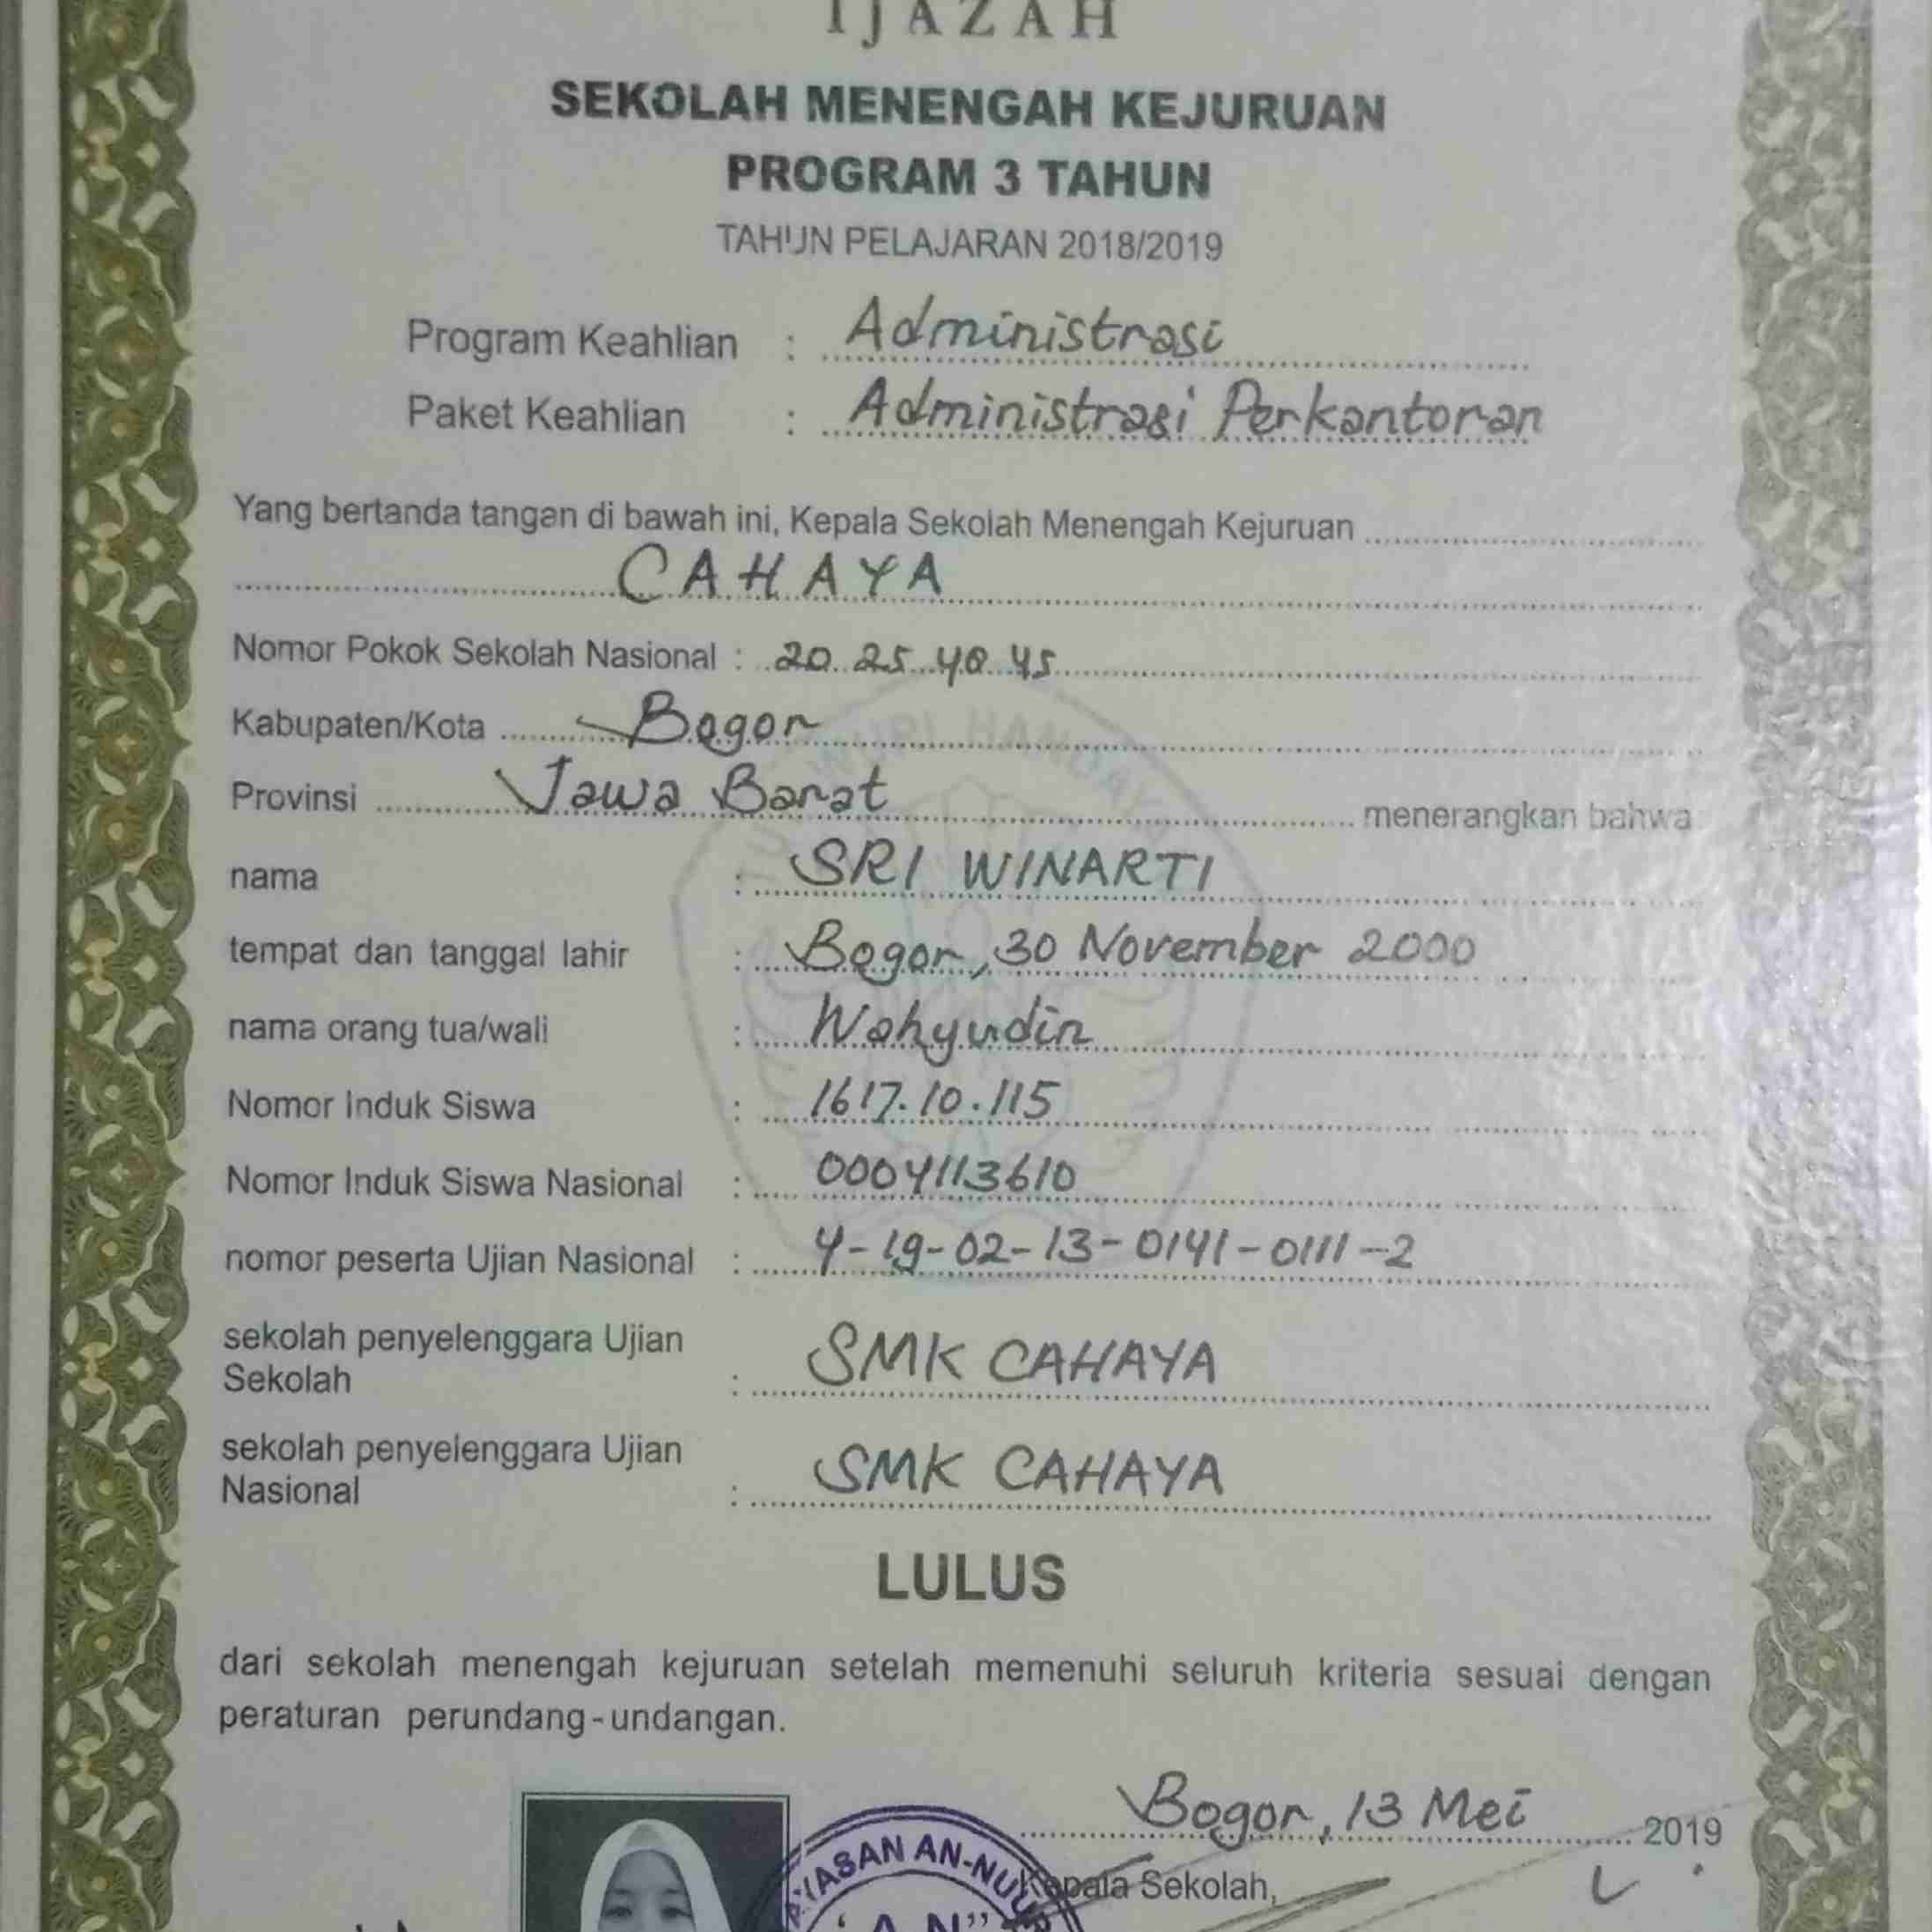 IJAZAH
SEKOLAH MENENGAH KEJURUAN
PROGRAM 3 TAHUN
TAHUN PELAJARAN 2018/2019
Program Keahlian : Administrasi
Paket Keahlian : Administrasi Perkantoran
Yang bertanda tangan di bawah ini, Kepala Sekolah Menengah Kejuruan
CAHAYA
Nomor Pokok Sekolah Nasional : 20 25 40 45
Kabupaten/Kota Bogor
Provinsi Jawa Barat menerangkan bahwa
nama : SRI WINARTI
tempat dan tanggal lahir : Bogor, 30 November 2000
nama orang tua/wali : Wahyudin
Nomor Induk Siswa : 1617.10.115
Nomor Induk Siswa Nasional : 0004113610
nomor peserta Ujian Nasional : 4-19-02-13-0141-0111-2
sekolah penyelenggara Ujian
Sekolah : SMK CAHAYA
sekolah penyelenggara Ujian
Nasional : SMK CAHAYA
LULUS
dari sekolah menengah kejuruan setelah memenuhi seluruh kriteria sesuai dengan
peraturan perundang-undangan.
Bogor, 13 Mei 2019
Kepala Sekolah,